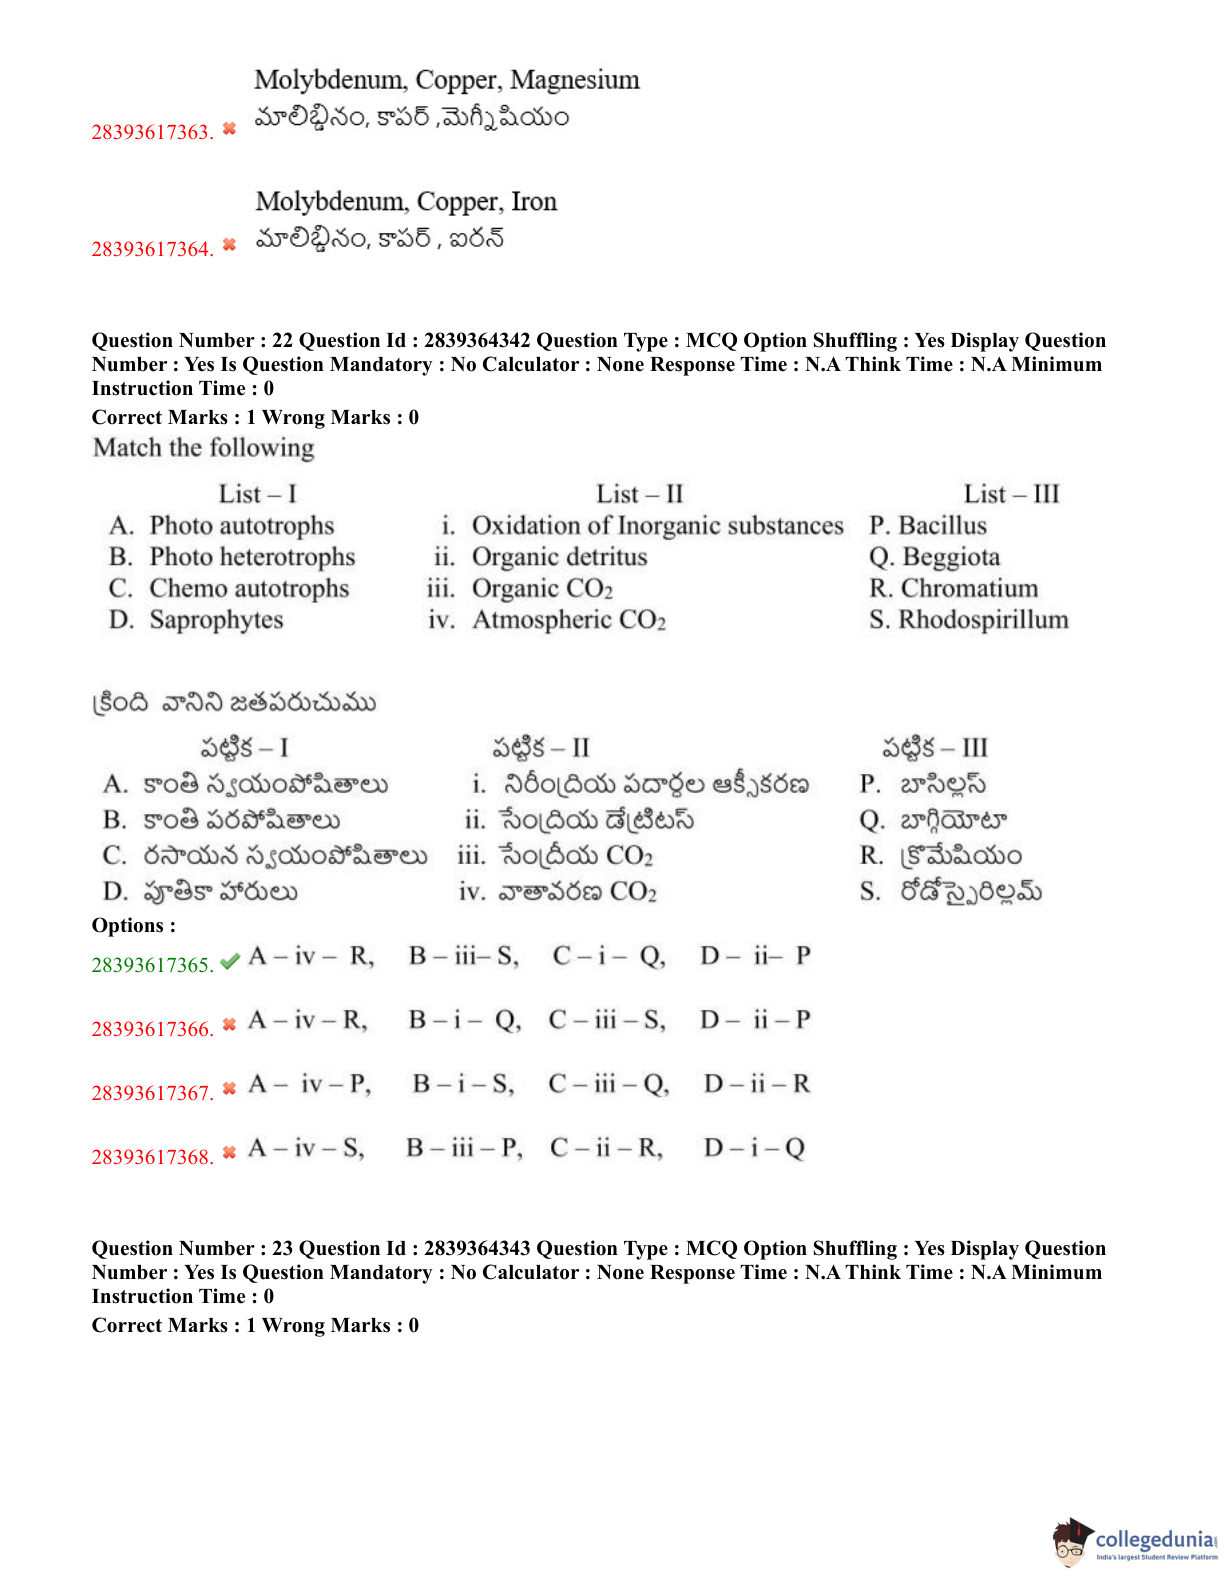 Molybdenum, Copper, Magnesium
మాలిబ్డినం, కాపర్ ,మెగ్నీషియం
28393617363.
Molybdenum, Copper, Iron
మాలిబ్డినం, కాపర్ , ఐరన్
28393617364.
Question Number : 22 Question Id : 2839364342 Question Type : MCQ Option Shuffling : Yes Display Question
Number : Yes Is Question Mandatory : No Calculator : None Response Time : N.A Think Time : N.A Minimum
Instruction Time : 0
Correct Marks : 1 Wrong Marks : 0
Match the following
List – I List – II List – III
A. Photo autotrophs i. Oxidation of Inorganic substances P. Bacillus
B. Photo heterotrophs ii. Organic detritus Q. Beggiota
C. Chemo autotrophs iii. Organic CO₂ R. Chromatium
D. Saprophytes iv. Atmospheric CO₂ S. Rhodospirillum
క్రింది వానిని జతపరుచుము
పట్టిక – I పట్టిక – II పట్టిక – III
A. కాంతి స్వయంపోషితాలు i. నిరీంద్రియ పదార్థల ఆక్సీకరణ P. బాసిల్లస్
B. కాంతి పరపోషితాలు ii. సేంద్రియ డేట్రిటస్ Q. బాగ్గియోటా
C. రసాయన స్వయంపోషితాలు iii. సేంద్రీయ CO₂ R. క్రొమేషియం
D. పూతికా హారులు iv. వాతావరణ CO₂ S. రోడోస్పైరిల్లమ్
Options :
28393617365. A – iv – R, B – iii– S, C – i – Q, D – ii– P
28393617366. A – iv – R, B – i – Q, C – iii – S, D – ii – P
28393617367. A – iv – P, B – i – S, C – iii – Q, D – ii – R
28393617368. A – iv – S, B – iii – P, C – ii – R, D – i – Q
Question Number : 23 Question Id : 2839364343 Question Type : MCQ Option Shuffling : Yes Display Question
Number : Yes Is Question Mandatory : No Calculator : None Response Time : N.A Think Time : N.A Minimum
Instruction Time : 0
Correct Marks : 1 Wrong Marks : 0
collegedunia
India's largest Student Review Platform